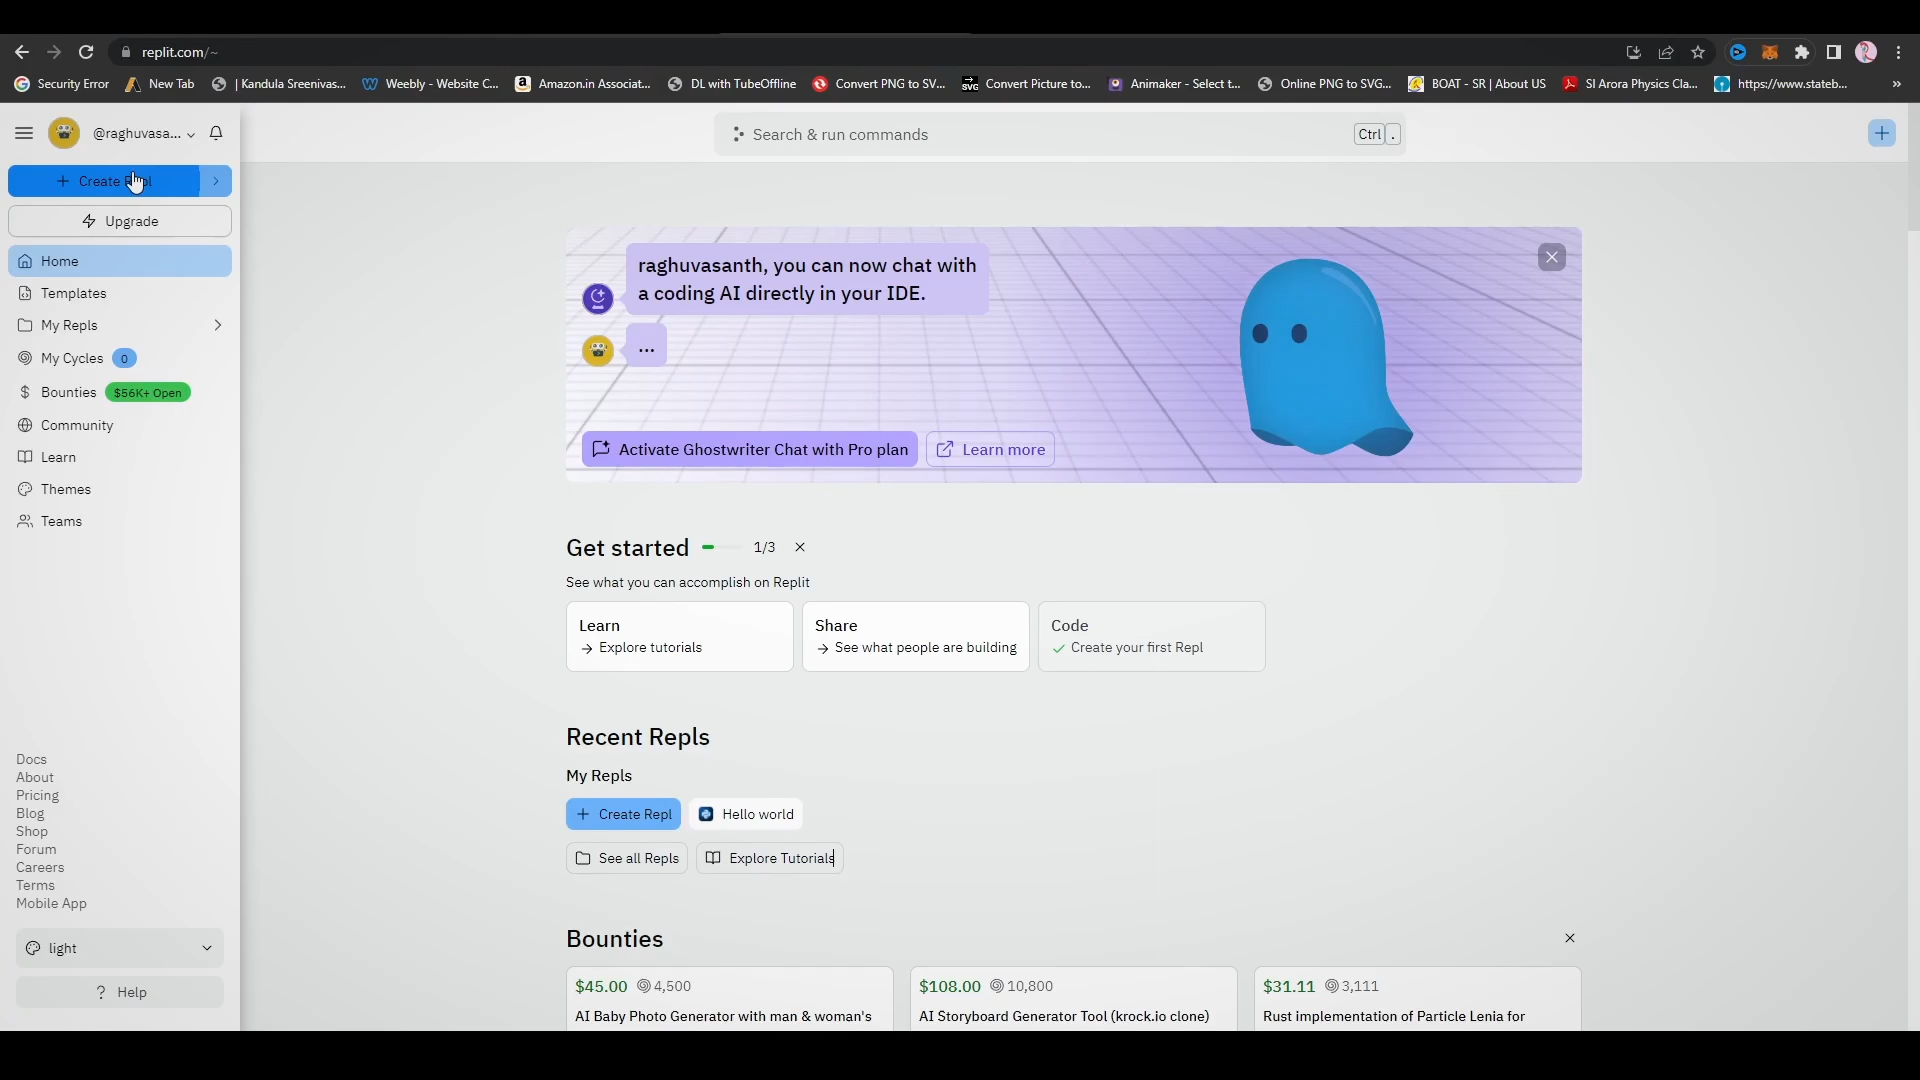 replit.com/~
Security Error
New Tab
| Kandula Sreenivas...
Weebly - Website C...
Amazon.in Associat...
DL with TubeOffline
Convert PNG to SV...
Convert Picture to...
Animaker - Select t...
Online PNG to SVG...
BOAT - SR | About US
SI Arora Physics Cla...
https://www.stateb...
»
@raghuvasa...
Search & run commands
Ctrl .
+ Create Repl
Upgrade
Home
Templates
My Repls
My Cycles 0
Bounties $56K+ Open
Community
Learn
Themes
Teams
Docs
About
Pricing
Blog
Shop
Forum
Careers
Terms
Mobile App
light
? Help
raghuvasanth, you can now chat with
a coding AI directly in your IDE.
...
Activate Ghostwriter Chat with Pro plan
Learn more
Get started 1/3
See what you can accomplish on Replit
Learn
→ Explore tutorials
Share
→ See what people are building
Code
✓ Create your first Repl
Recent Repls
My Repls
+ Create Repl
Hello world
See all Repls
Explore Tutorials
Bounties
$45.00 4,500
AI Baby Photo Generator with man & woman's
$108.00 10,800
AI Storyboard Generator Tool (krock.io clone)
$31.11 3,111
Rust implementation of Particle Lenia for